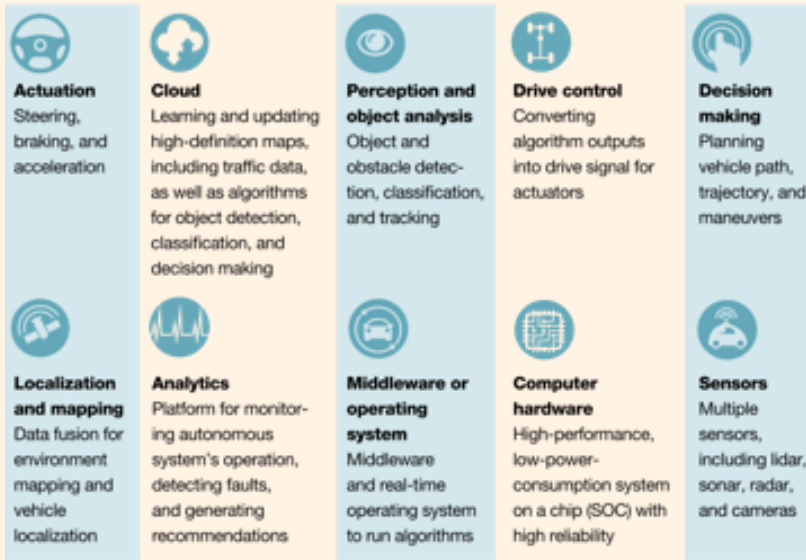 Actuation
Steering,
braking, and
acceleration
Cloud
Learning and updating
high-definition maps,
including traffic data,
as well as algorithms
for object detection,
classification, and
decision making
Perception and
object analysis
Object and
obstacle detec-
tion, classification,
and tracking
Drive control
Converting
algorithm outputs
into drive signal for
actuators
Decision
making
Planning
vehicle path,
trajectory, and
maneuvers
Localization
and mapping
Data fusion for
environment
mapping and
vehicle
localization
Analytics
Platform for monitor-
ing autonomous
system's operation,
detecting faults,
and generating
recommendations
Middleware or
operating
system
Middleware
and real-time
operating system
to run algorithms
Computer
hardware
High-performance,
low-power-
consumption system
on a chip (SOC) with
high reliability
Sensors
Multiple
sensors,
including lidar,
sonar, radar,
and cameras